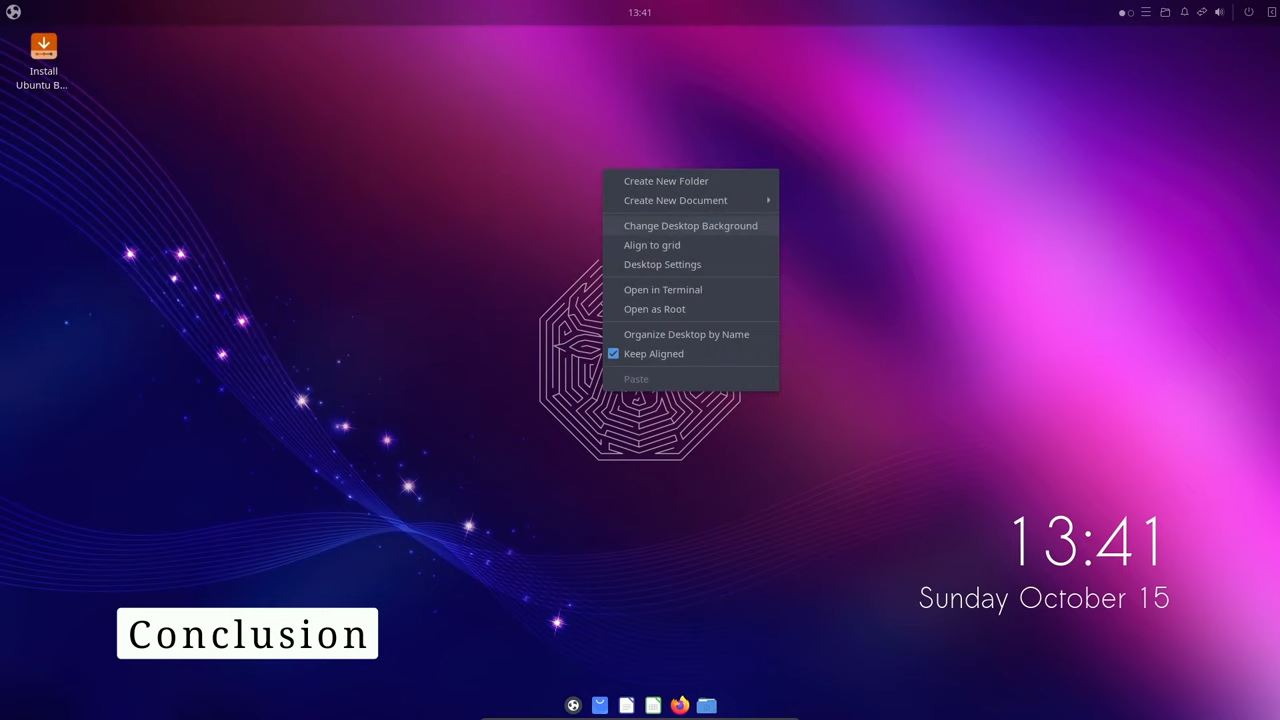 13:41
Install
Ubuntu B...
Create New Folder
Create New Document
Change Desktop Background
Align to grid
Desktop Settings
Open in Terminal
Open as Root
Organize Desktop by Name
Keep Aligned
Paste
13:41
Sunday October 15
Conclusion